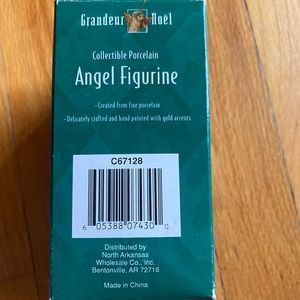 Grandeur Noel
Collectible Porcelain
Angel Figurine
-Created from fine porcelain
-Delicately crafted and hand painted with gold accents
C67128
6 05388 07430 0
Distributed by
North Arkansas
Wholesale Co., Inc.
Bentonville, AR 72716
Made in China